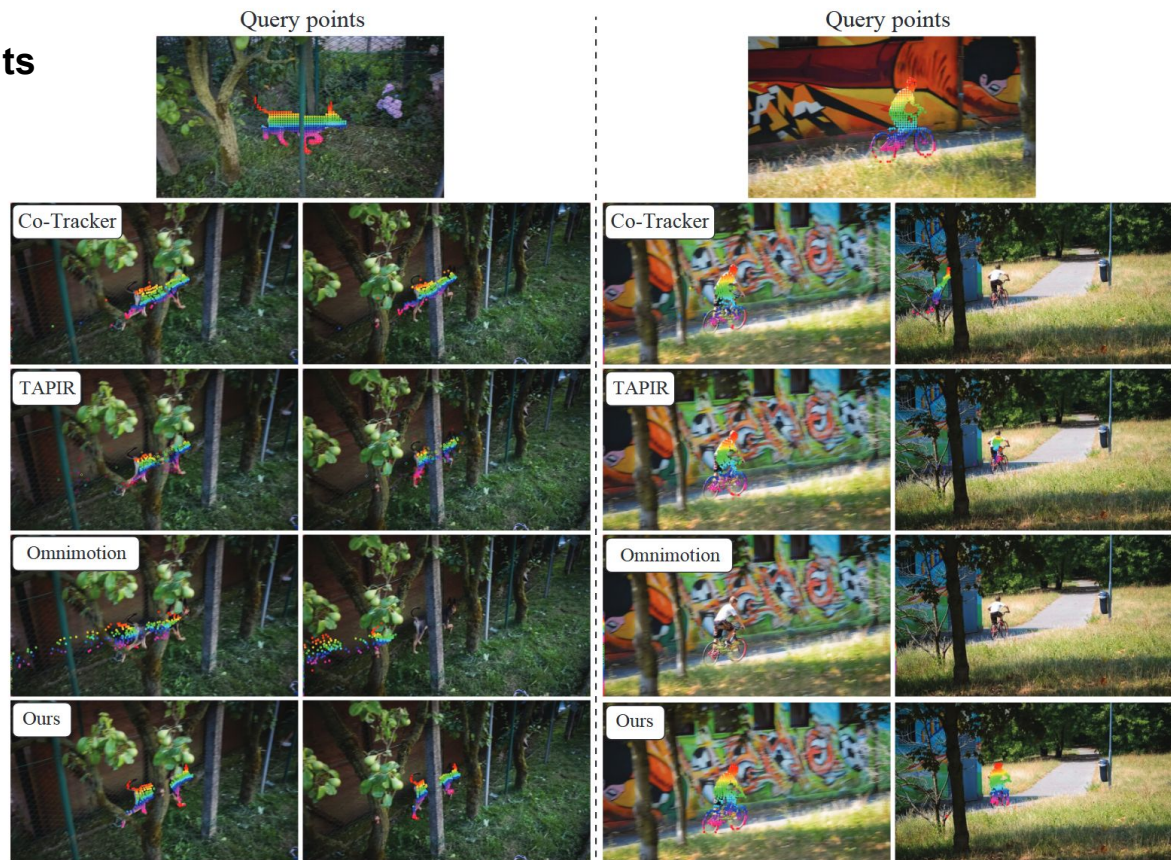 ts
Query points
Query points
Co-Tracker
Co-Tracker
TAPIR
TAPIR
Omnimotion
Omnimotion
Ours
Ours